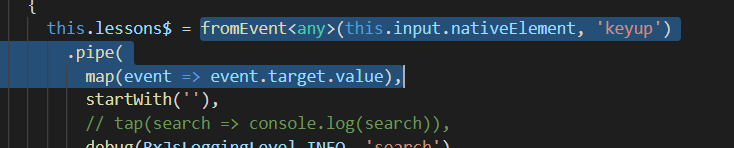 {
this.lessons$ = fromEvent<any>(this.input.nativeElement, 'keyup')
.pipe(
map(event => event.target.value),
startWith(''),
// tap(search => console.log(search)),
debug(RxJsLoggingLevel.INFO, 'search')